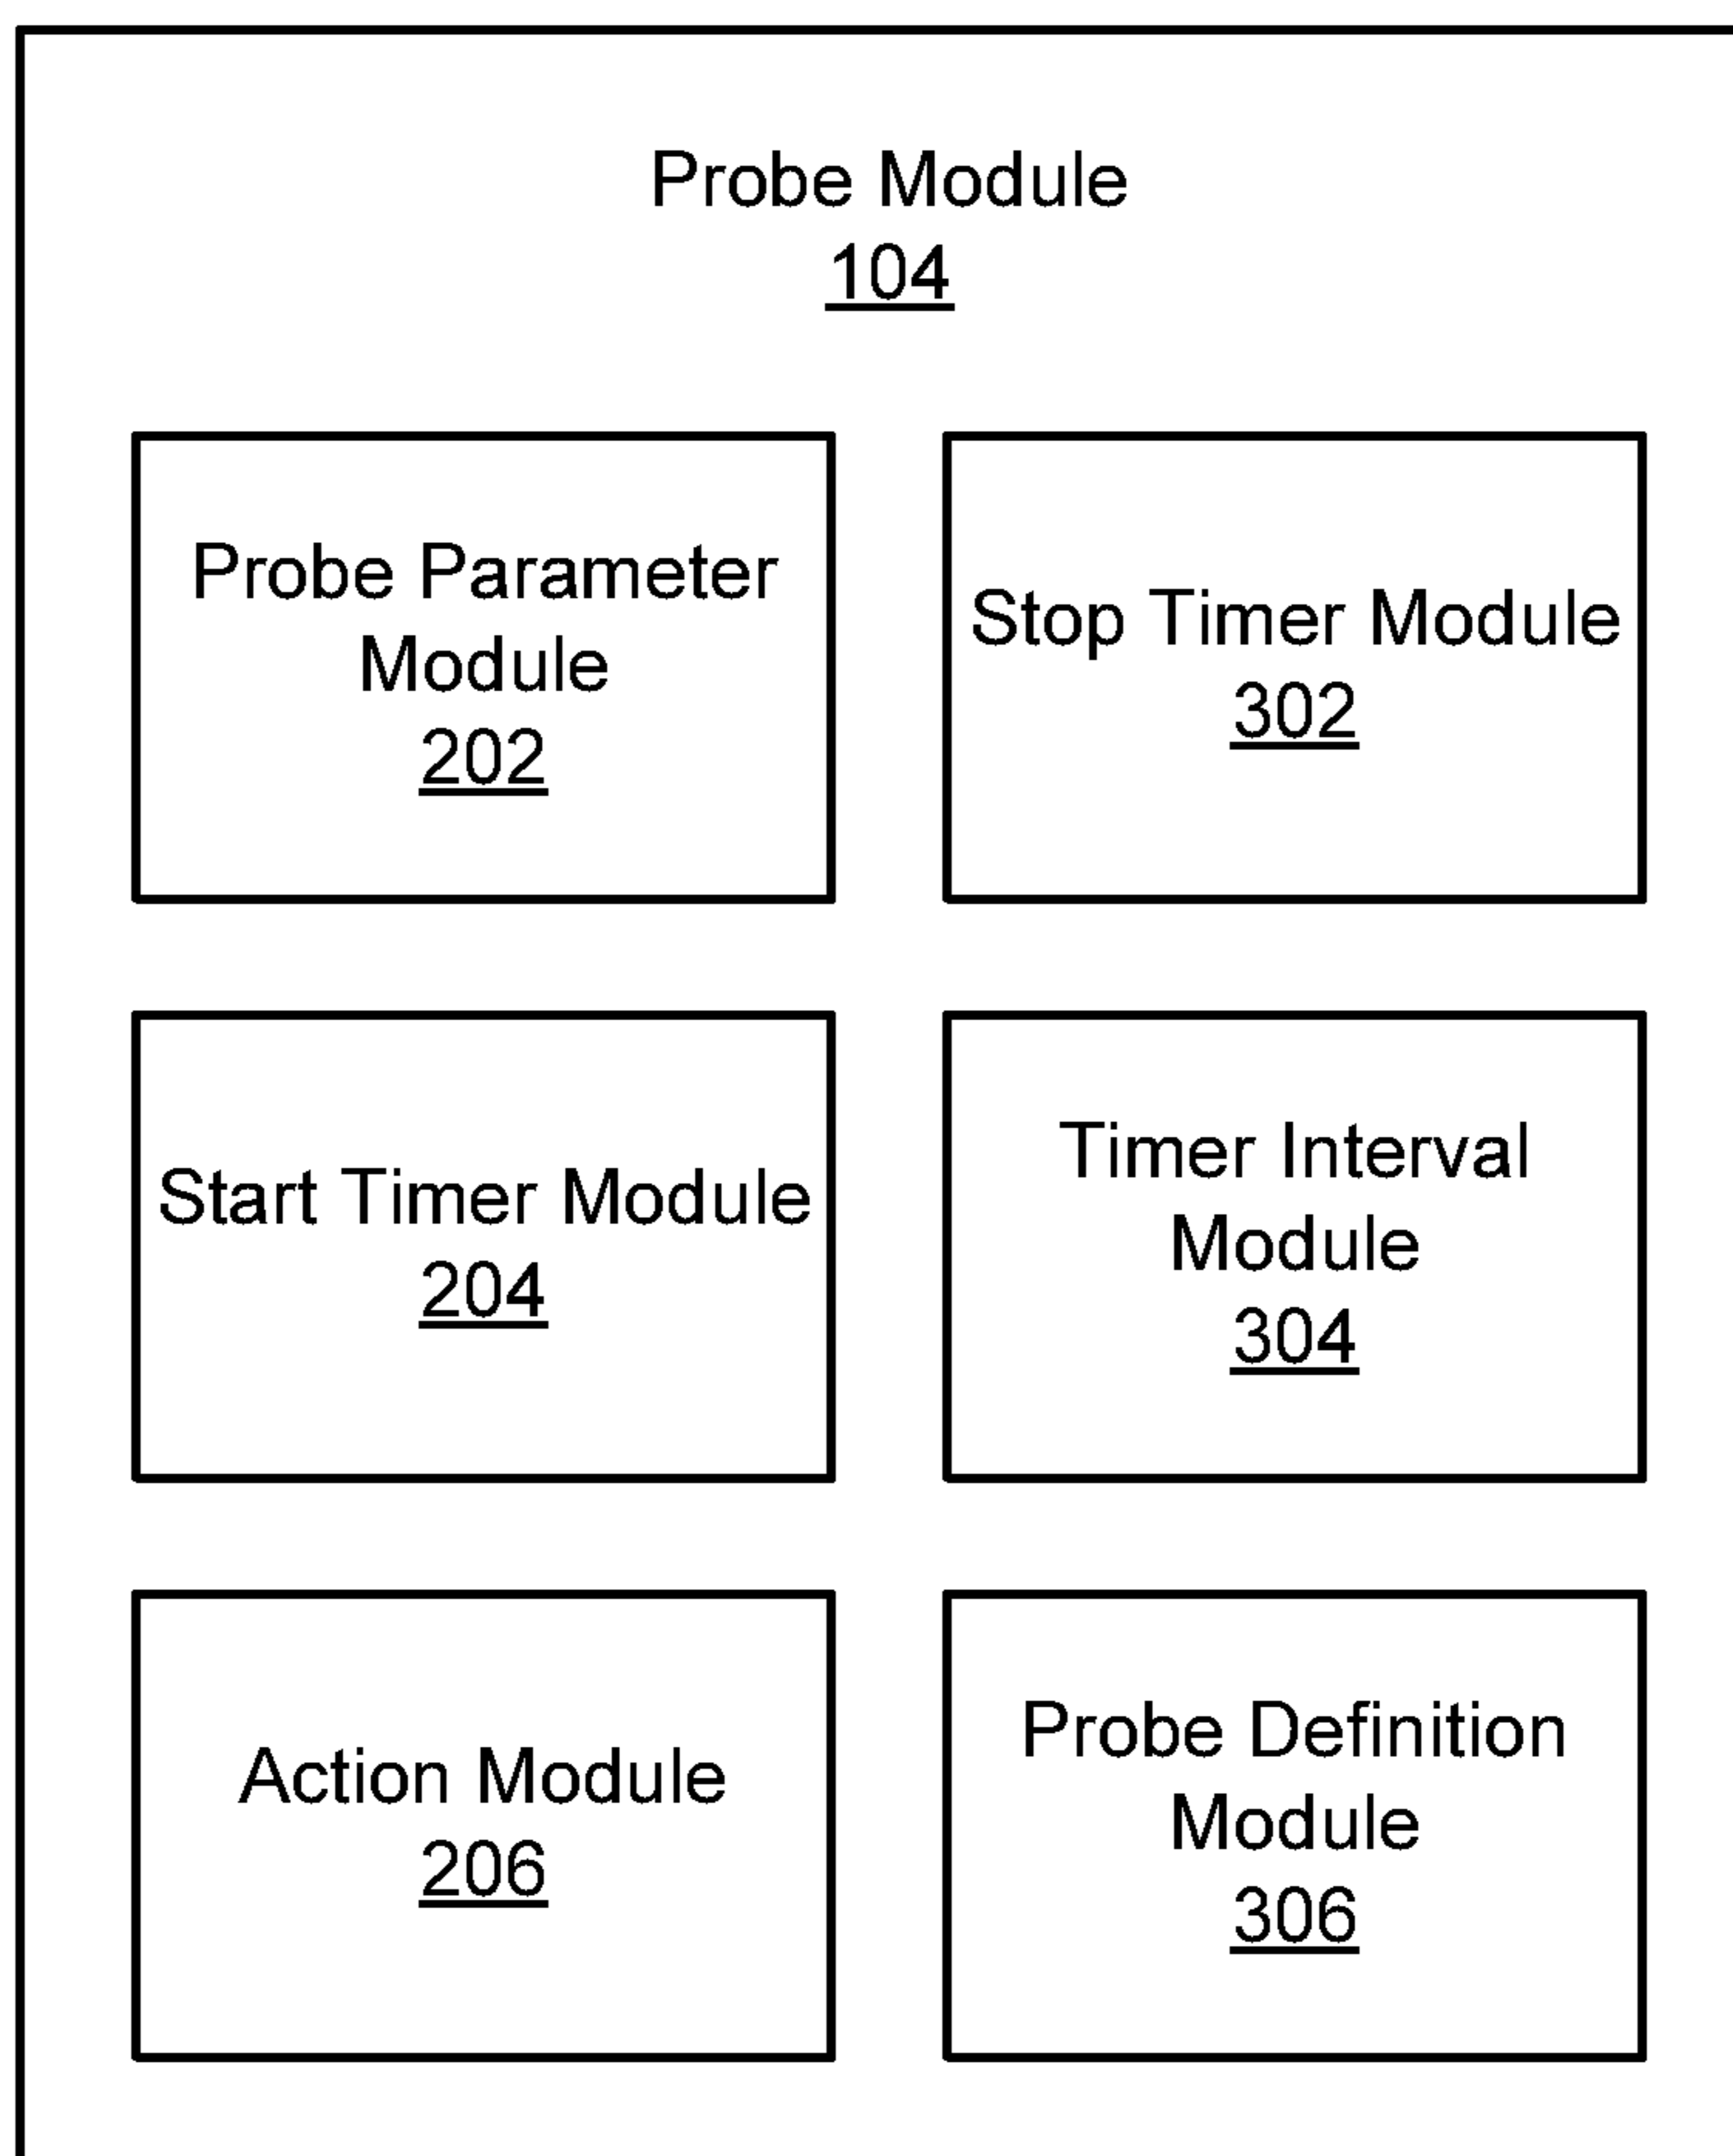 Probe Module
104
Probe Parameter
Module
202
Stop Timer Module
302
Start Timer Module
204
Timer Interval
Module
304
Action Module
206
Probe Definition
Module
306